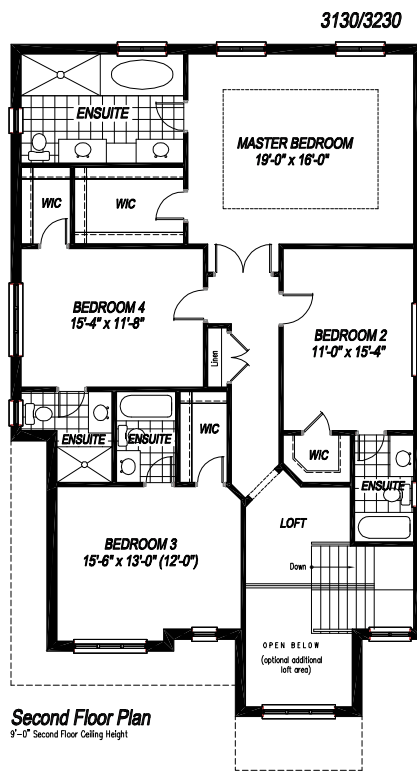 3130/3230
ENSUITE
MASTER BEDROOM
19'-0" x 16'-0"
WIC
WIC
BEDROOM 4
15'-4" x 11'-8"
BEDROOM 2
11'-0" x 15'-4"
Linen
WIC
ENSUITE
ENSUITE
WIC
ENSUITE
LOFT
BEDROOM 3
15'-6" x 13'-0" (12'-0")
Down
OPEN BELOW
(optional additional
loft area)
Second Floor Plan
9'-0" Second Floor Ceiling Height